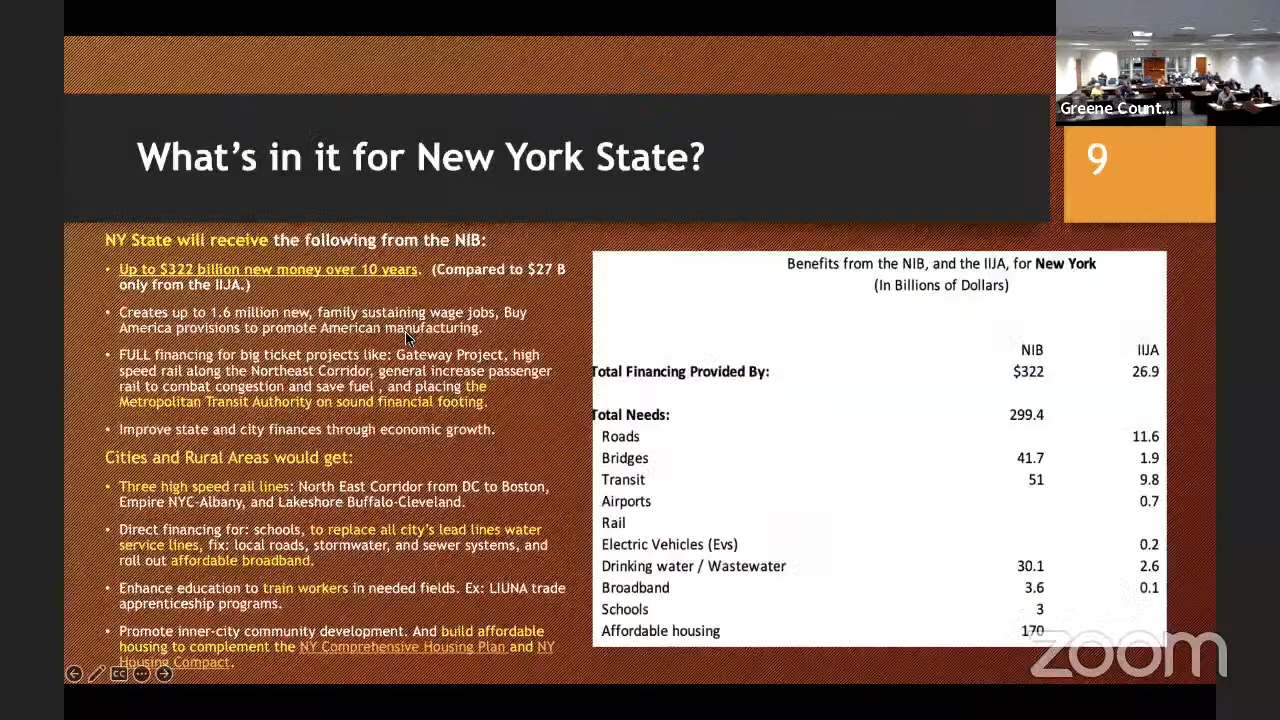 Greene Count...
What's in it for New York State?
9
NY State will receive the following from the NIB:
• Up to $322 billion new money over 10 years. (Compared to $27 B
only from the IIJA.)
• Creates up to 1.6 million new, family sustaining wage jobs, Buy
America provisions to promote American manufacturing.
• FULL financing for big ticket projects like: Gateway Project, high
speed rail along the Northeast Corridor, general increase passenger
rail to combat congestion and save fuel , and placing the
Metropolitan Transit Authority on sound financial footing.
• Improve state and city finances through economic growth.
Cities and Rural Areas would get:
• Three high speed rail lines: North East Corridor from DC to Boston,
Empire NYC-Albany, and Lakeshore Buffalo-Cleveland.
• Direct financing for: schools, to replace all city's lead lines water
service lines, fix: local roads, stormwater, and sewer systems, and
roll out affordable broadband.
• Enhance education to train workers in needed fields. Ex: LIUNA trade
apprenticeship programs.
• Promote inner-city community development. And build affordable
housing to complement the NY Comprehensive Housing Plan and NY
Housing Compact.
Benefits from the NIB, and the IIJA, for New York
(In Billions of Dollars)
NIB IIJA
Total Financing Provided By: $322 26.9
Total Needs: 299.4
Roads 11.6
Bridges 41.7 1.9
Transit 51 9.8
Airports 0.7
Rail
Electric Vehicles (Evs) 0.2
Drinking water / Wastewater 30.1 2.6
Broadband 3.6 0.1
Schools 3
Affordable housing 170
CC
zoom